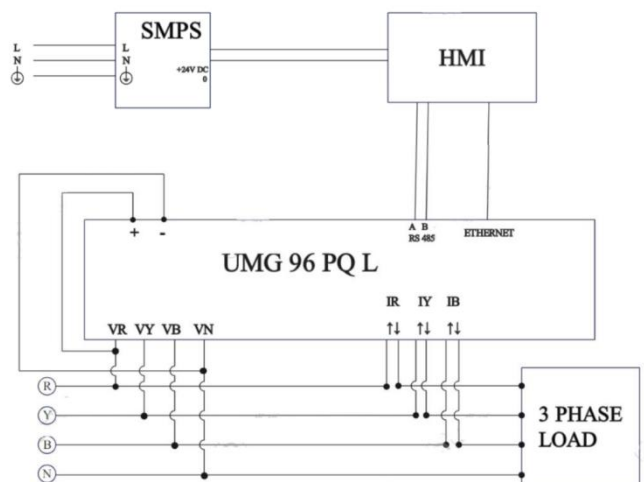 SMPS
L L
N N
+24V DC
0
HMI
+ -
A B
RS 485 ETHERNET
UMG 96 PQ L
VR VY VB VN IR IY IB
↑↓ ↑↓ ↑↓
R
Y
B
N
3 PHASE
LOAD